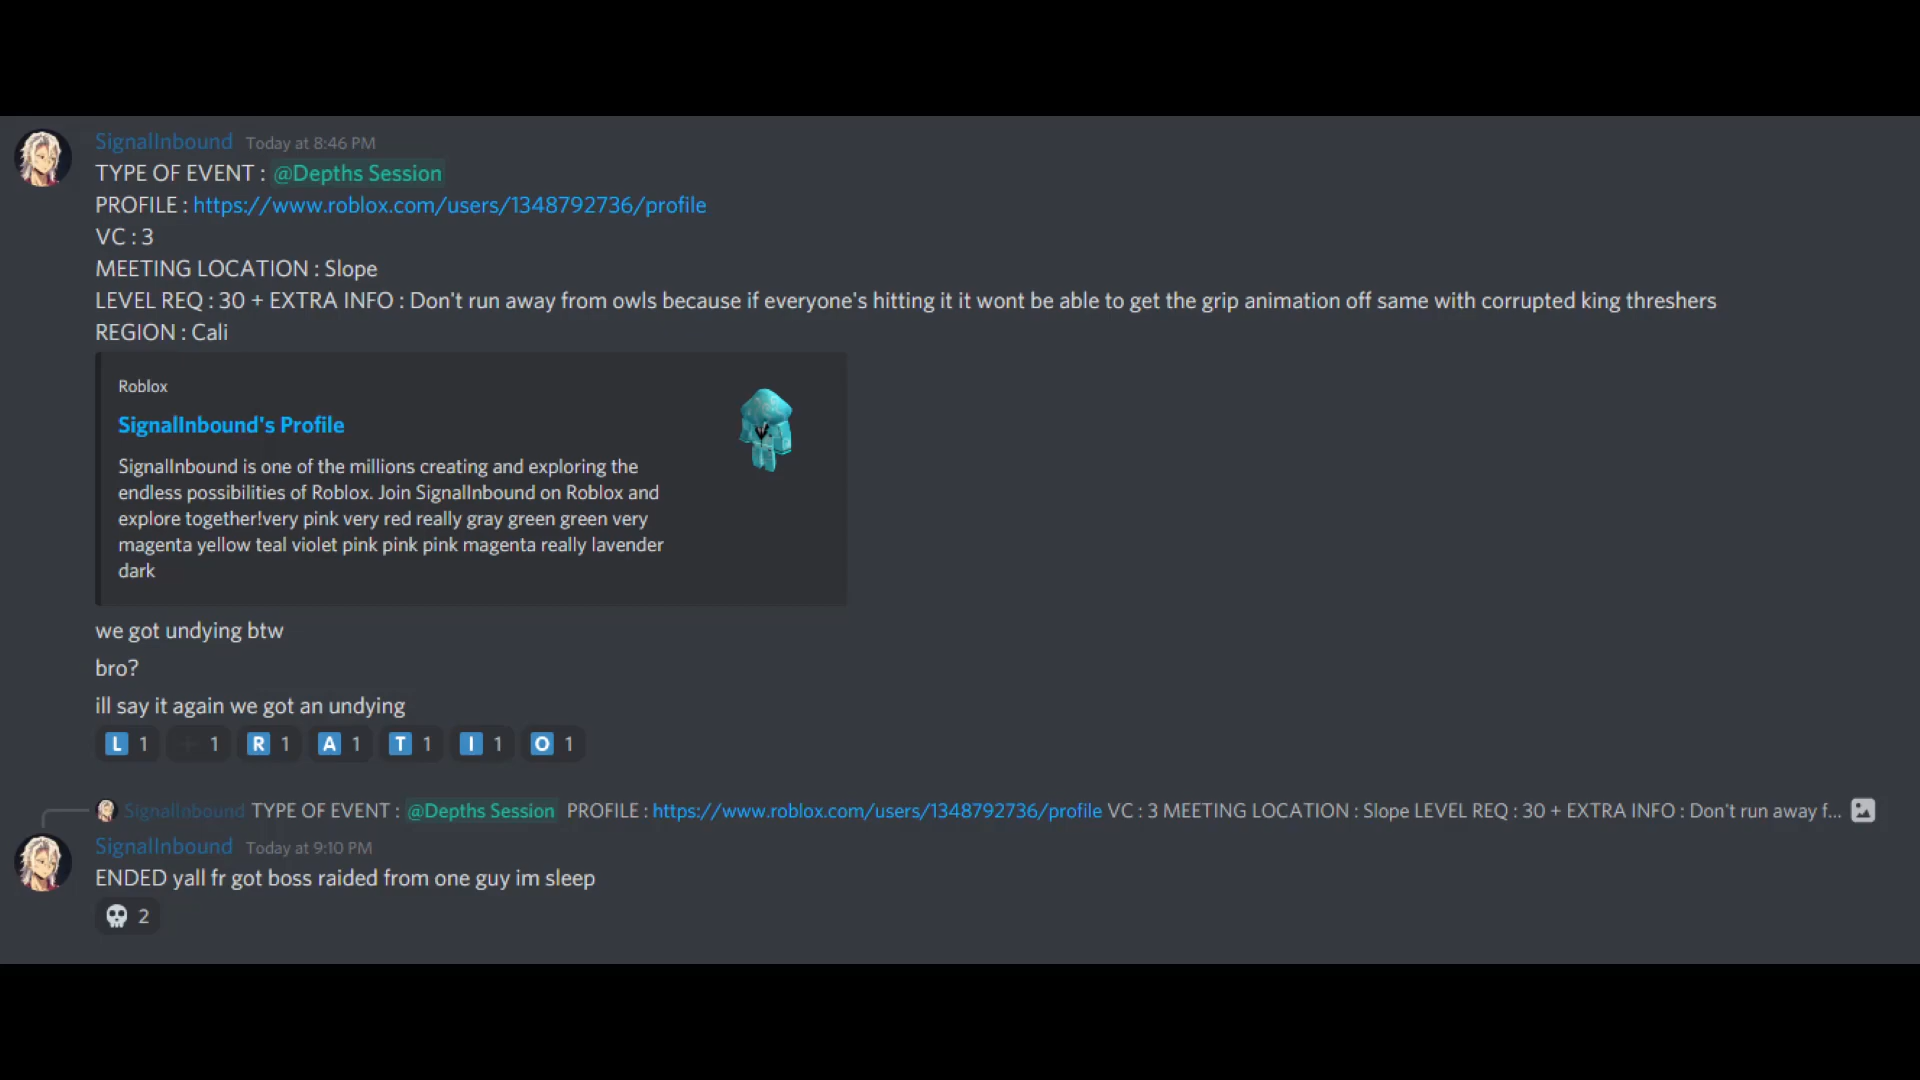 SignalInbound Today at 8:46 PM
TYPE OF EVENT : @Depths Session
PROFILE : https://www.roblox.com/users/1348792736/profile
VC : 3
MEETING LOCATION : Slope
LEVEL REQ : 30 + EXTRA INFO : Don't run away from owls because if everyone's hitting it it wont be able to get the grip animation off same with corrupted king threshers
REGION : Cali
Roblox
SignalInbound's Profile
SignalInbound is one of the millions creating and exploring the
endless possibilities of Roblox. Join SignalInbound on Roblox and
explore together!very pink very red really gray green green very
magenta yellow teal violet pink pink pink magenta really lavender
dark
we got undying btw
bro?
ill say it again we got an undying
L 1 + 1 R 1 A 1 T 1 I 1 O 1
SignalInbound TYPE OF EVENT : @Depths Session PROFILE : https://www.roblox.com/users/1348792736/profile VC : 3 MEETING LOCATION : Slope LEVEL REQ : 30 + EXTRA INFO : Don't run away f...
SignalInbound Today at 9:10 PM
ENDED yall fr got boss raided from one guy im sleep
2